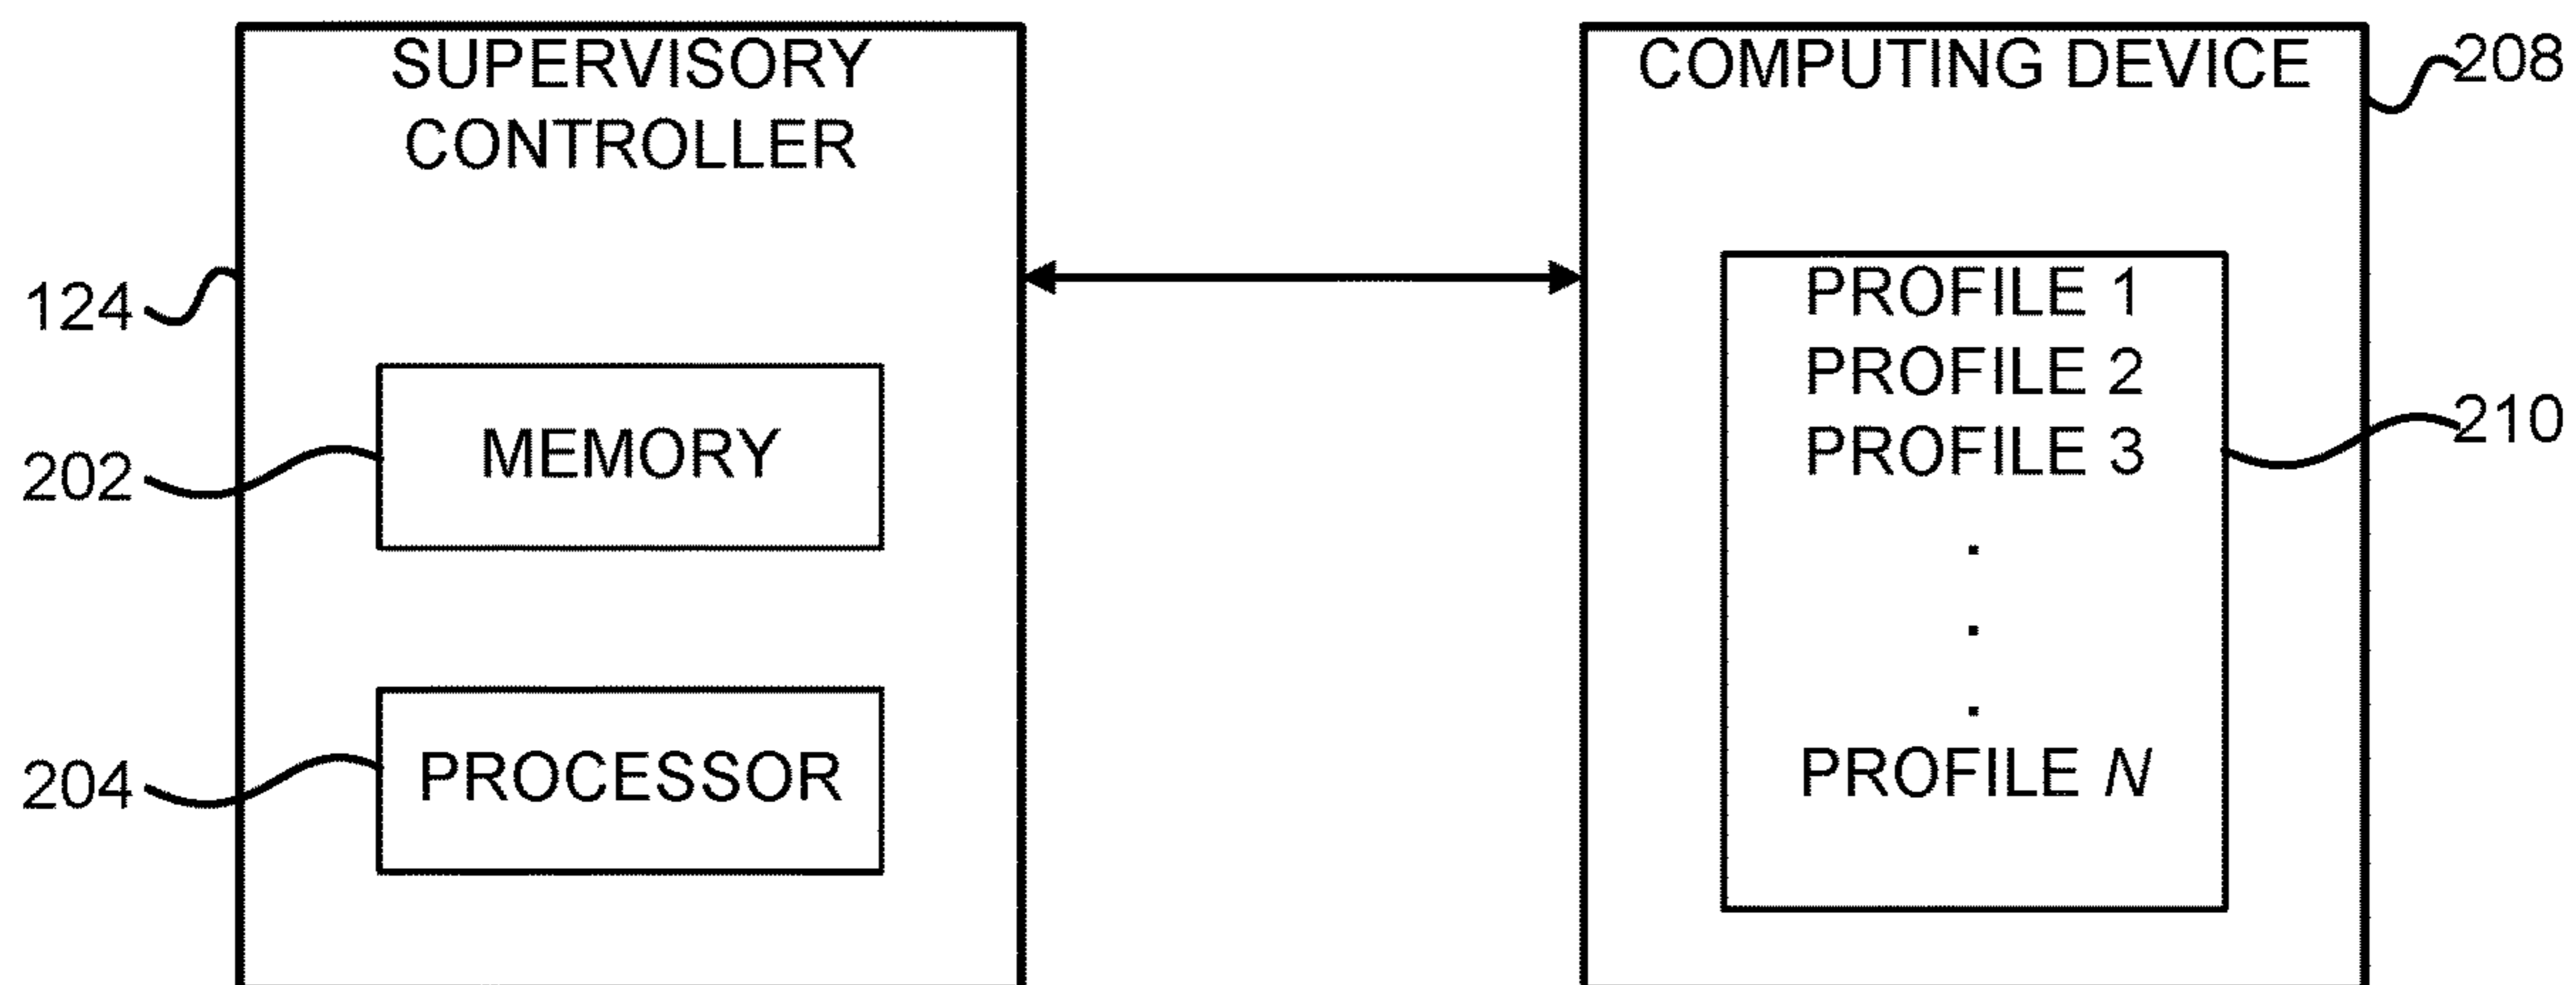 SUPERVISORY
CONTROLLER
124
202
MEMORY
204
PROCESSOR
COMPUTING DEVICE
208
PROFILE 1
PROFILE 2
PROFILE 3
.
.
.
PROFILE N
210